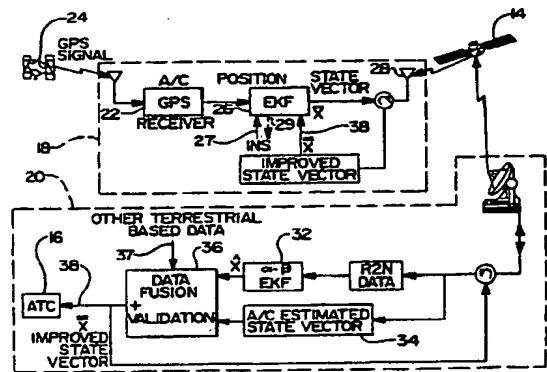 24
GPS
SIGNAL
14
A/C
POSITION
STATE
VECTOR
28
GPS
EKF
X̄
22
RECEIVER
26
27
29
INS
X̿
38
18
IMPROVED
STATE VECTOR
20
OTHER TERRESTRIAL
BASED DATA
16
37
36
32
38
ATC
DATA
FUSION
+
VALIDATION
X̂
α-β
EKF
R2N
DATA
X̿
IMPROVED
STATE
VECTOR
A/C ESTIMATED
STATE VECTOR
34